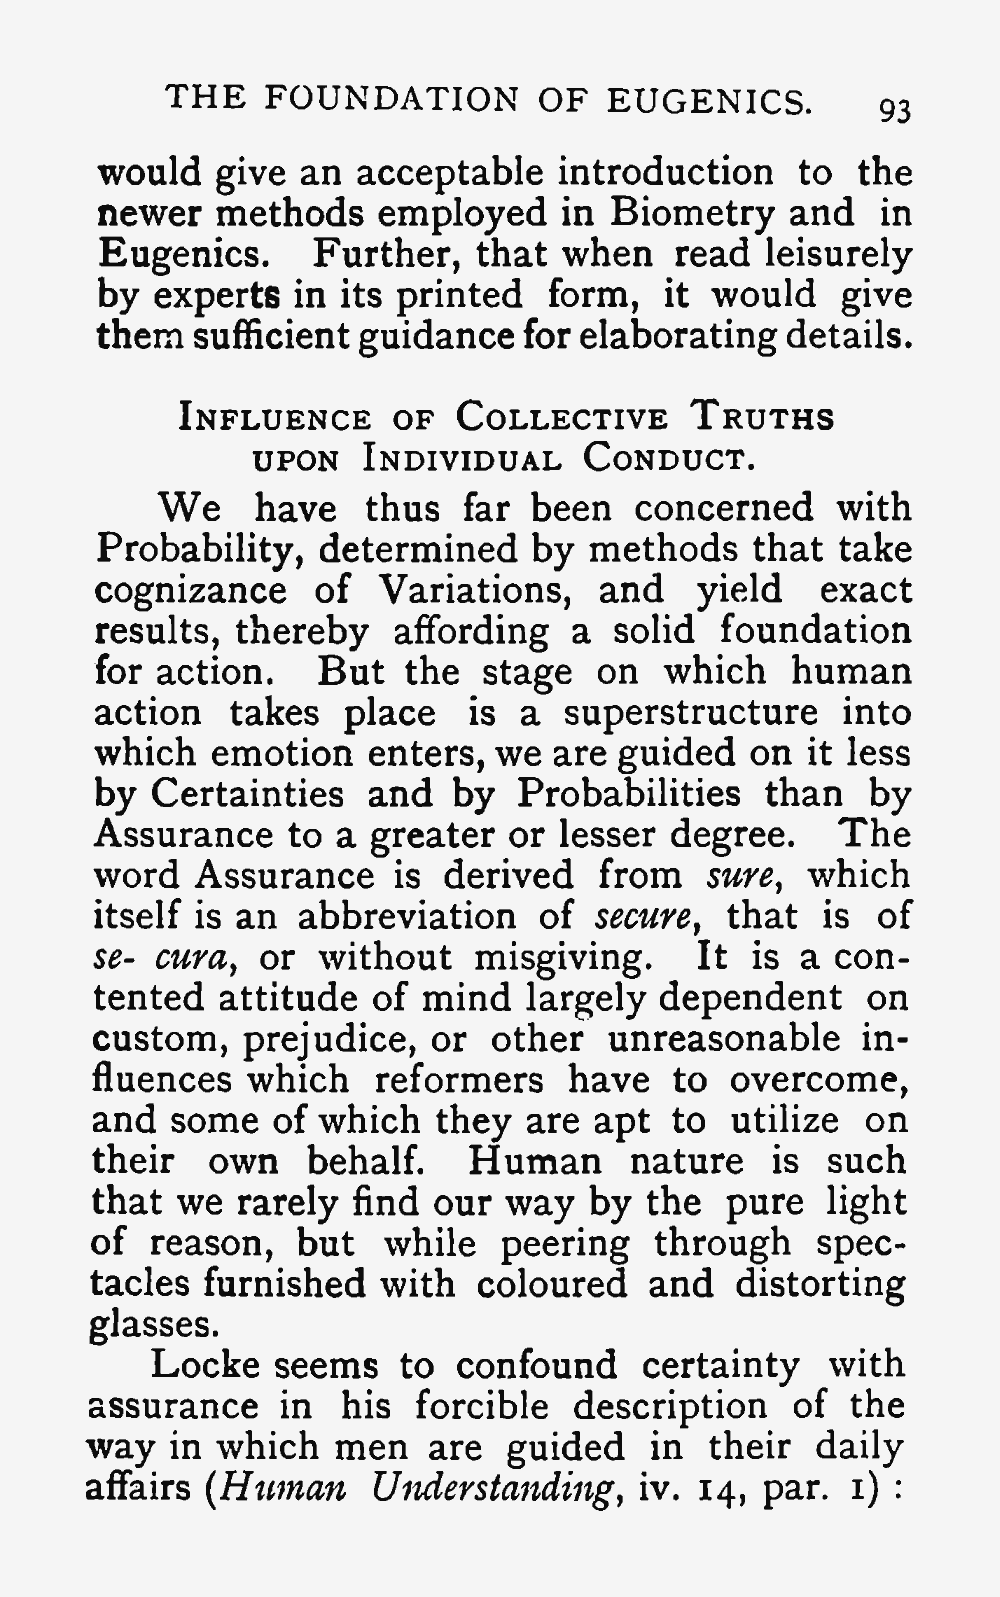 THE FOUNDATION OF EUGENICS. 93
would give an acceptable introduction to the
newer methods employed in Biometry and in
Eugenics. Further, that when read leisurely
by experts in its printed form, it would give
them sufficient guidance for elaborating details.
Influence of Collective Truths
upon Individual Conduct.
We have thus far been concerned with
Probability, determined by methods that take
cognizance of Variations, and yield exact
results, thereby affording a solid foundation
for action. But the stage on which human
action takes place is a superstructure into
which emotion enters, we are guided on it less
by Certainties and by Probabilities than by
Assurance to a greater or lesser degree. The
word Assurance is derived from sure, which
itself is an abbreviation of secure, that is of
se- cura, or without misgiving. It is a con-
tented attitude of mind largely dependent on
custom, prejudice, or other unreasonable in-
fluences which reformers have to overcome,
and some of which they are apt to utilize on
their own behalf. Human nature is such
that we rarely find our way by the pure light
of reason, but while peering through spec-
tacles furnished with coloured and distorting
glasses.
Locke seems to confound certainty with
assurance in his forcible description of the
way in which men are guided in their daily
affairs (Human Understanding, iv. 14, par. 1) :